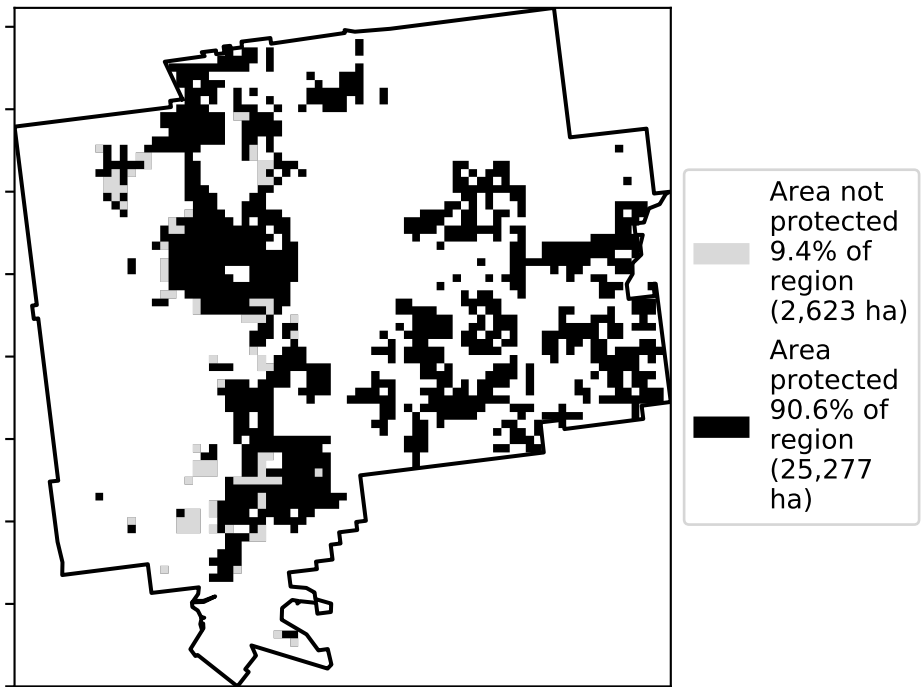 Area not
protected
9.4% of
region
(2,623 ha)
Area
protected
90.6% of
region
(25,277
ha)